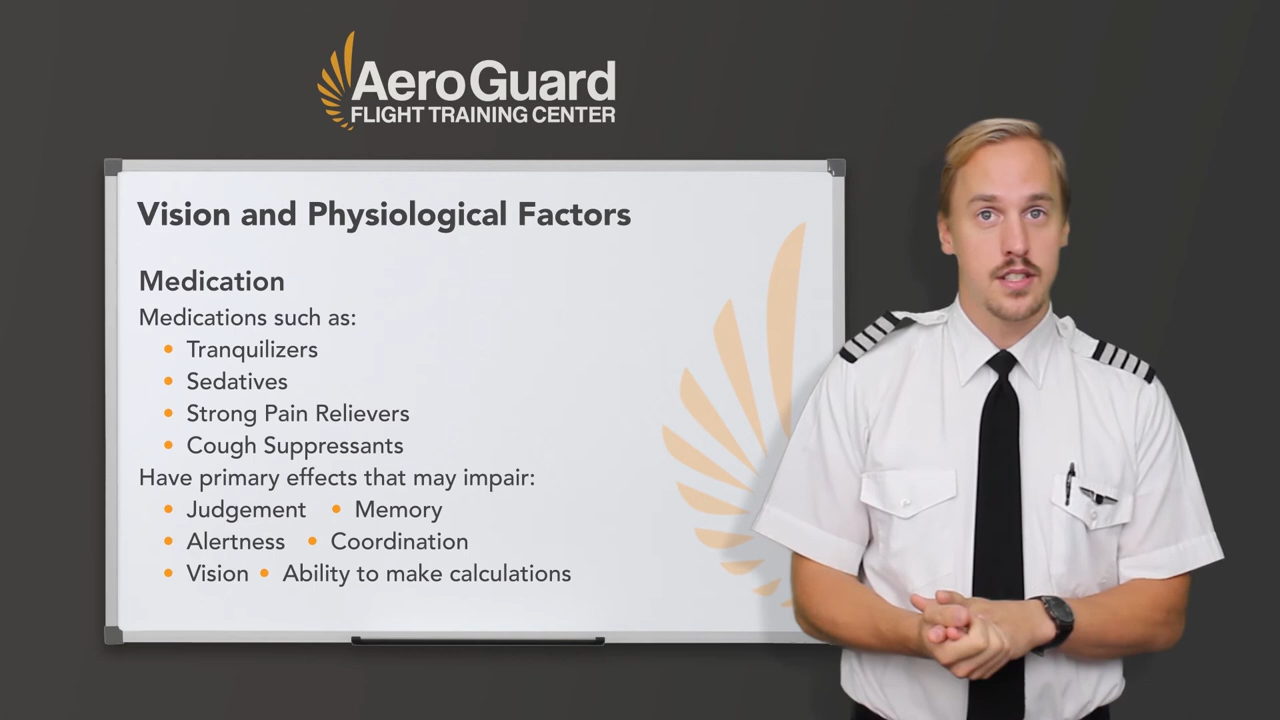 AeroGuard
FLIGHT TRAINING CENTER
Vision and Physiological Factors
Medication
Medications such as:
• Tranquilizers
• Sedatives
• Strong Pain Relievers
• Cough Suppressants
Have primary effects that may impair:
• Judgement • Memory
• Alertness • Coordination
• Vision • Ability to make calculations